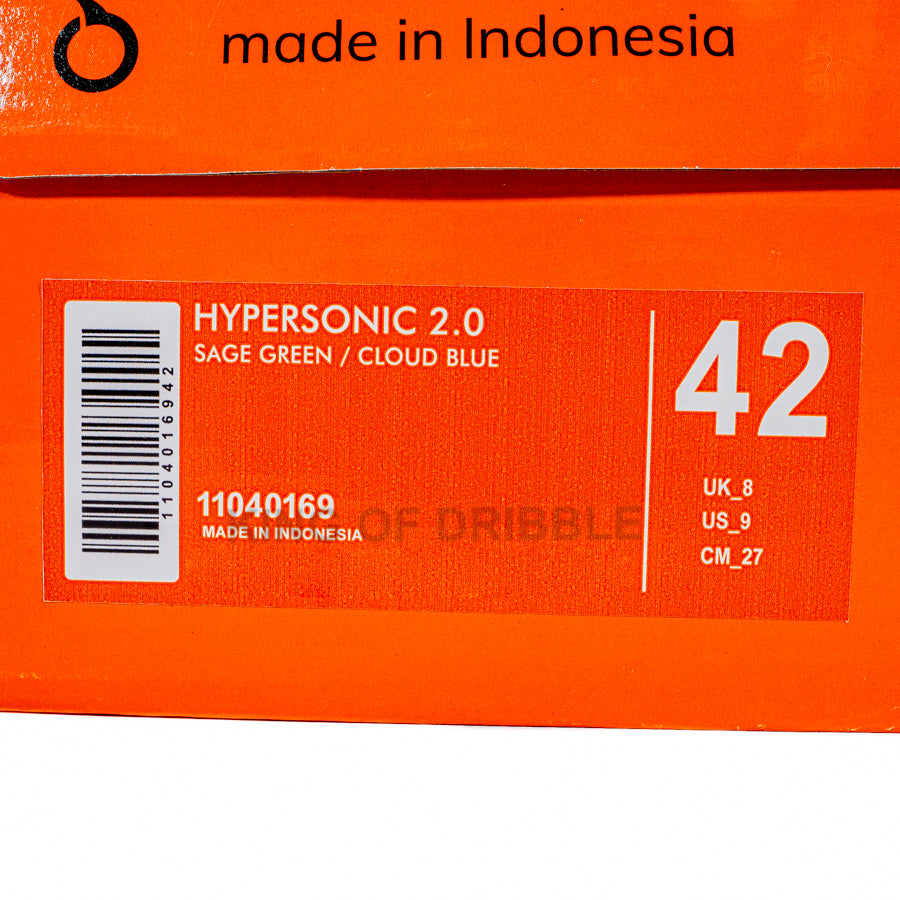 made in Indonesia
HYPERSONIC 2.0
SAGE GREEN / CLOUD BLUE
11040169
MADE IN INDONESIA
OF DRIBBLE
1104016942
42
UK_8
US_9
CM_27